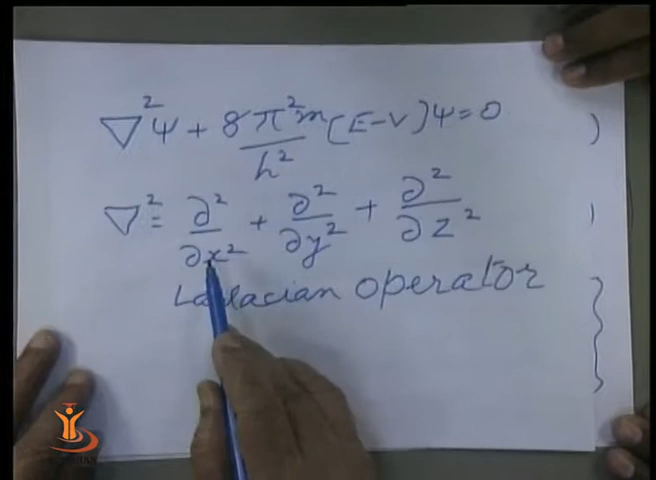 ∇²ψ + 8π²m/h² (E-V)ψ = 0
∇² = ∂²/∂x² + ∂²/∂y² + ∂²/∂z²
Laplacian operator